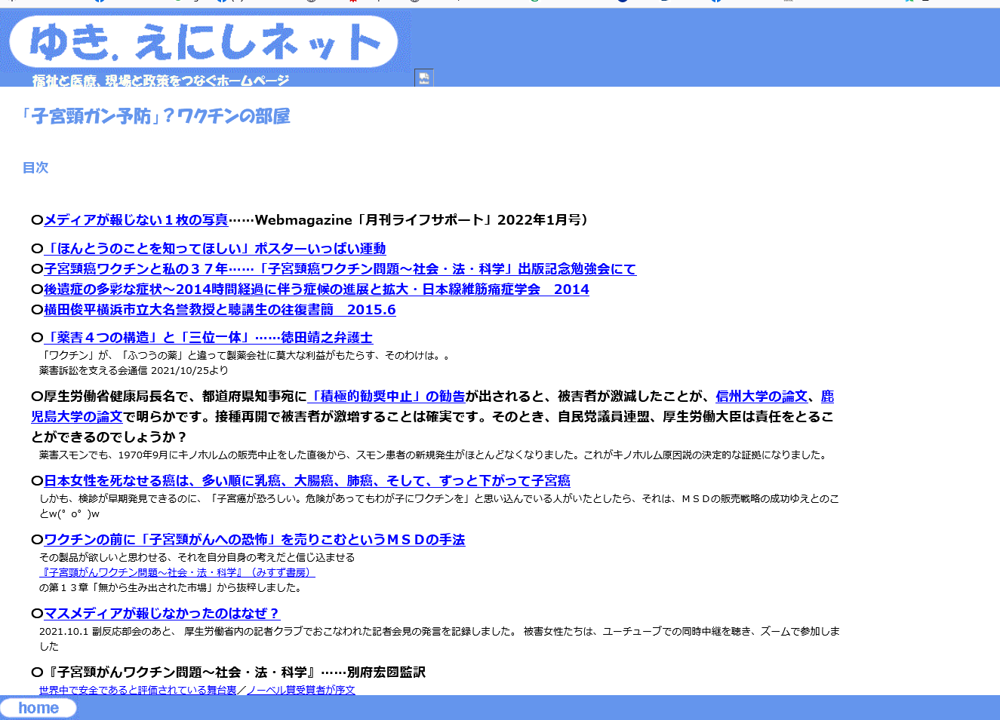 ゆき.えにしネット
福祉と医療、現場と政策をつなぐホームページ
「子宮頸ガン予防」？ワクチンの部屋
目次
〇メディアが報じない１枚の写真……Webmagazine「月刊ライフサポート」2022年1月号）
〇「ほんとうのことを知ってほしい」ポスターいっぱい運動
〇子宮頸癌ワクチンと私の３７年……「子宮頸癌ワクチン問題～社会・法・科学」出版記念勉強会にて
〇後遺症の多彩な症状～2014時間経過に伴う症候の進展と拡大・日本線維筋痛症学会　2014
〇横田俊平横浜市立大名誉教授と聴講生の往復書簡　2015.6
〇「薬害４つの構造」と「三位一体」……徳田靖之弁護士
「ワクチン」が、「ふつうの薬」と違って製薬会社に莫大な利益がもたらす、そのわけは。。
薬害訴訟を支える会通信 2021/10/25より
〇厚生労働省健康局長名で、都道府県知事宛に「積極的勧奨中止」の勧告が出されると、被害者が激減したことが、信州大学の論文、鹿
児島大学の論文で明らかです。接種再開で被害者が激増することは確実です。そのとき、自民党議員連盟、厚生労働大臣は責任をとるこ
とができるのでしょうか？
薬害スモンでも、1970年9月にキノホルムの販売中止をした直後から、スモン患者の新規発生がほとんどなくなりました。これがキノホルム原因説の決定的な証拠になりました。
〇日本女性を死なせる癌は、多い順に乳癌、大腸癌、肺癌、そして、ずっと下がって子宮癌
しかも、検診が早期発見できるのに、「子宮癌が恐ろしい。危険があってもわが子にワクチンを」と思い込んでいる人がいたとしたら、それは、ＭＳＤの販売戦略の成功ゆえとのこ
とw(゜o゜)w
〇ワクチンの前に「子宮頸がんへの恐怖」を売りこむというＭＳＤの手法
その製品が欲しいと思わせる、それを自分自身の考えだと信じ込ませる
『子宮頸がんワクチン問題～社会・法・科学』（みすず書房）
の第１３章「無から生み出された市場」から抜粋しました。
〇マスメディアが報じなかったのはなぜ？
2021.10.1 副反応部会のあと、 厚生労働省内の記者クラブでおこなわれた記者会見の発言を記録しました。 被害女性たちは、ユーチューブでの同時中継を聴き、ズームで参加しま
した
〇『子宮頸がんワクチン問題～社会・法・科学』……別府宏圀監訳
世界中で安全であると評価されている舞台裏／ノーベル賞受賞者が序文
home